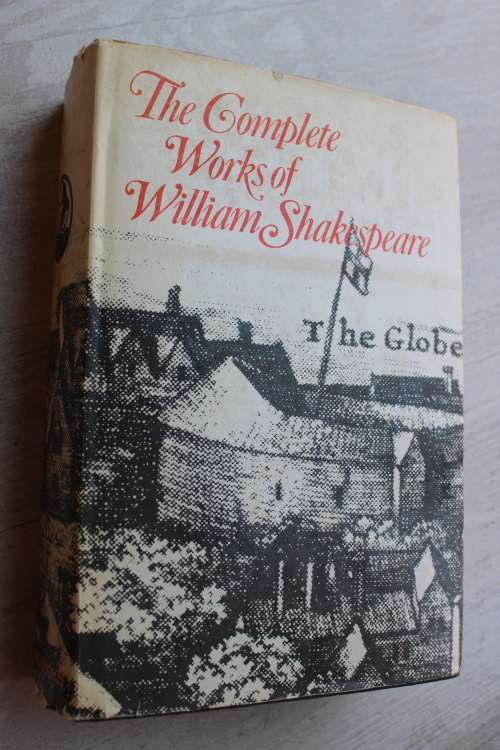 The Complete
Works of
William Shakespeare
The Globe